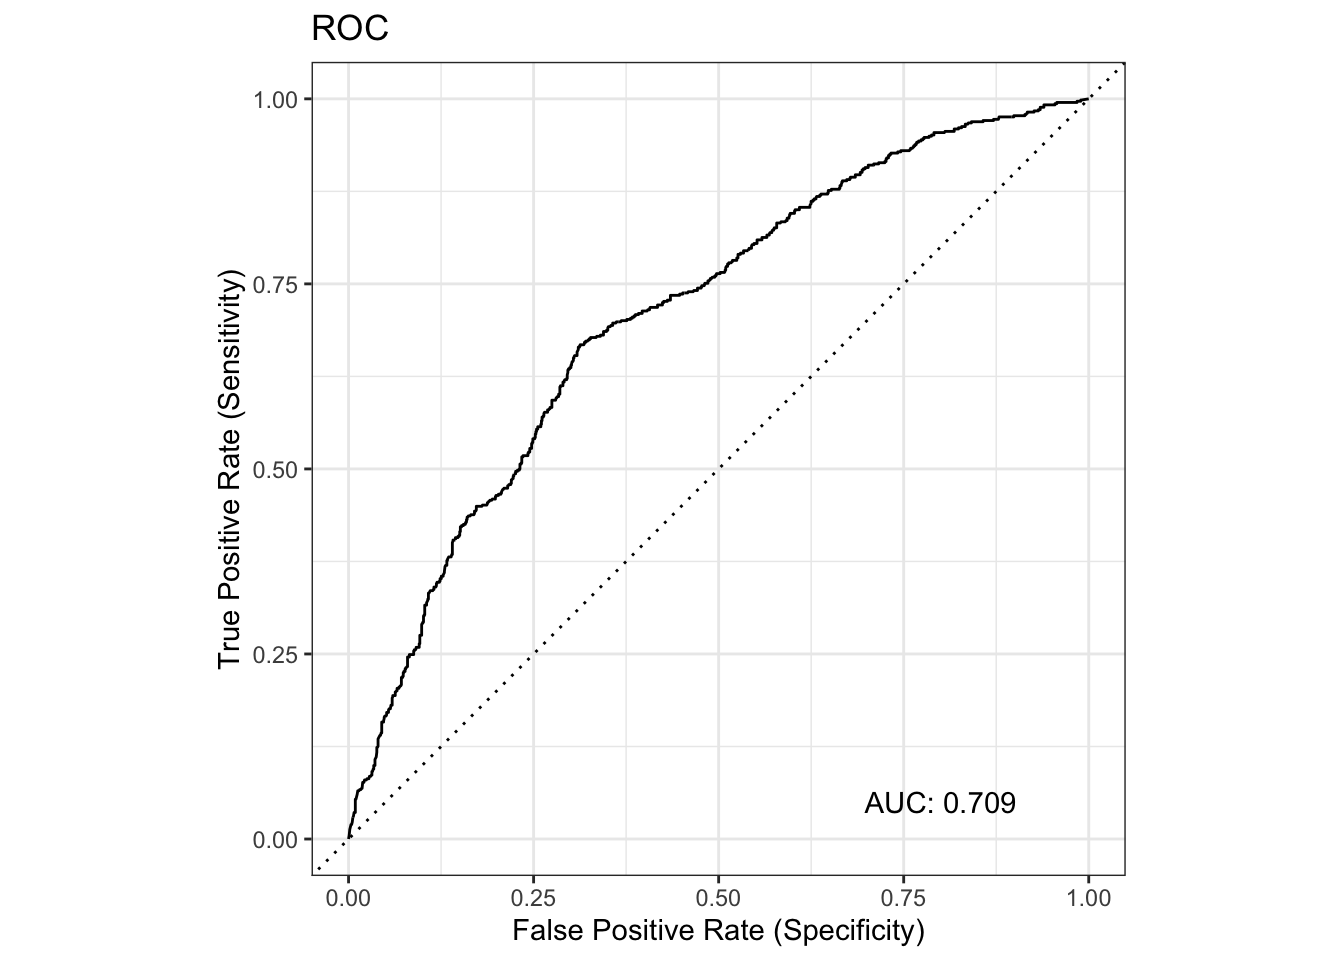 ROC
True Positive Rate (Sensitivity)
1.00
0.75
0.50
0.25
0.00
AUC: 0.709
0.00 0.25 0.50 0.75 1.00
False Positive Rate (Specificity)